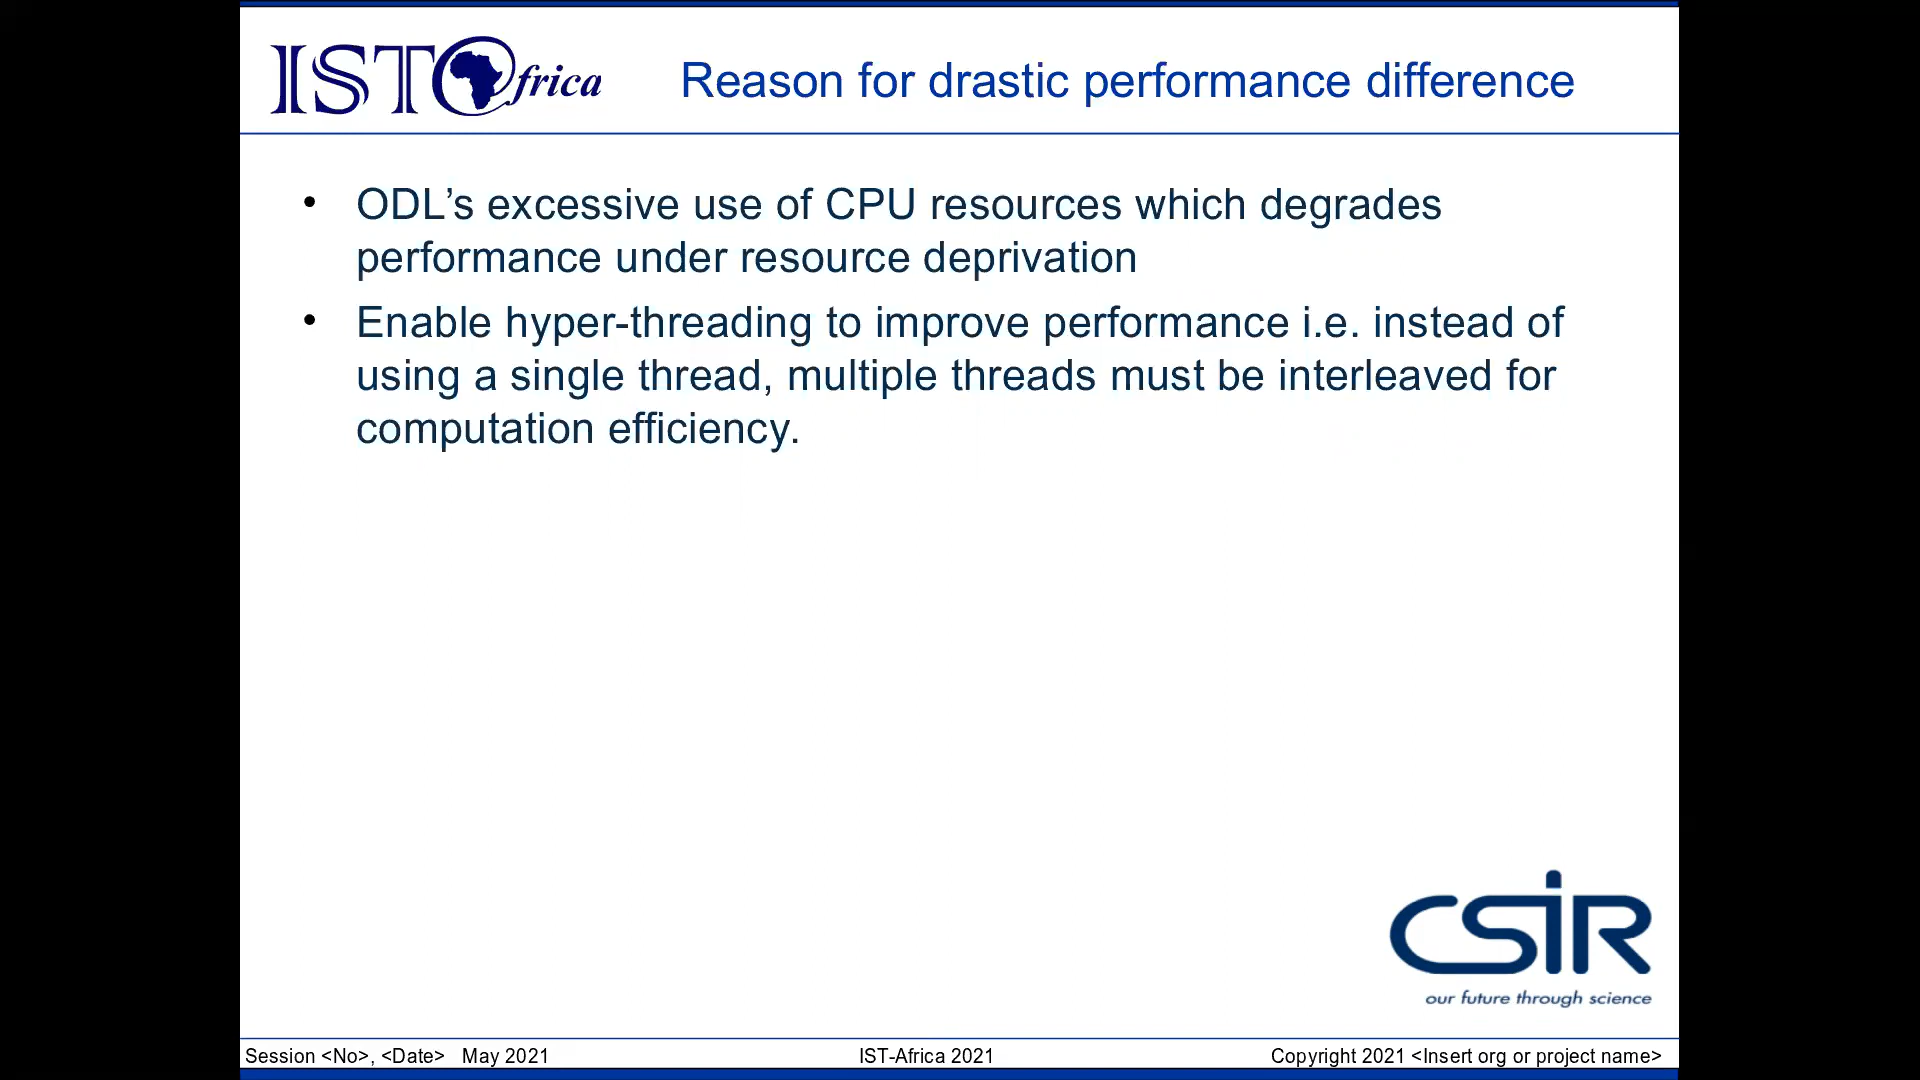 IST@frica
Reason for drastic performance difference
• ODL’s excessive use of CPU resources which degrades
performance under resource deprivation
• Enable hyper-threading to improve performance i.e. instead of
using a single thread, multiple threads must be interleaved for
computation efficiency.
CSIR
our future through science
Session <No>, <Date> May 2021
IST-Africa 2021
Copyright 2021 <Insert org or project name>